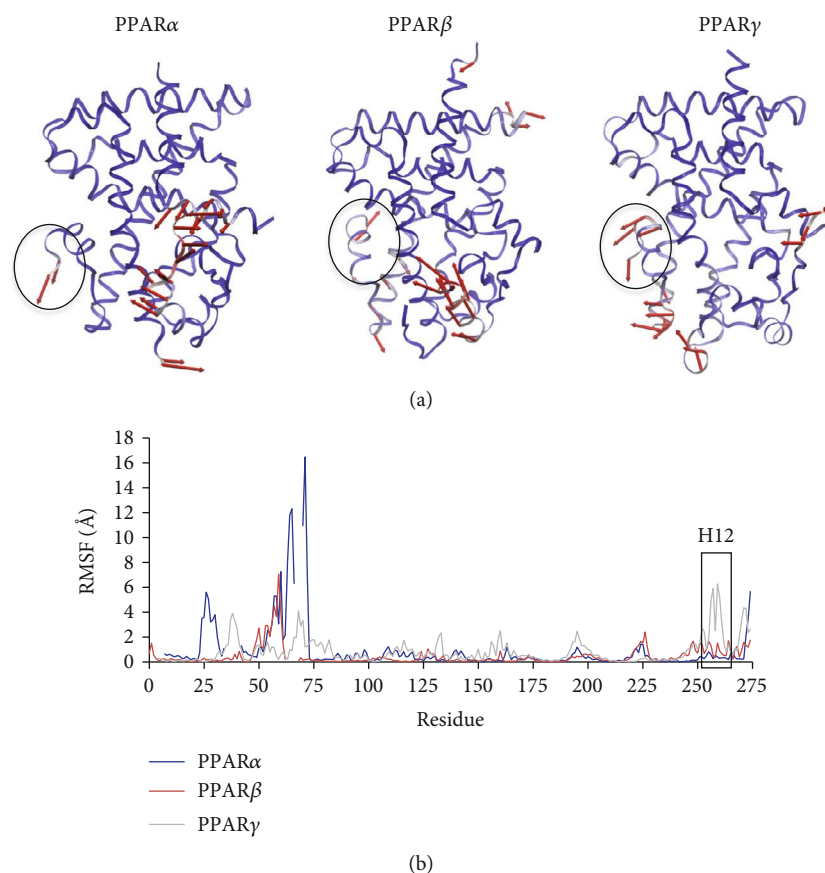 PPARα PPARβ PPARγ
(a)
18
16
14
12
10
8
6
4
2
0
RMSF (Å)
H12
0 25 50 75 100 125 150 175 200 225 250 275
Residue
PPARα
PPARβ
PPARγ
(b)